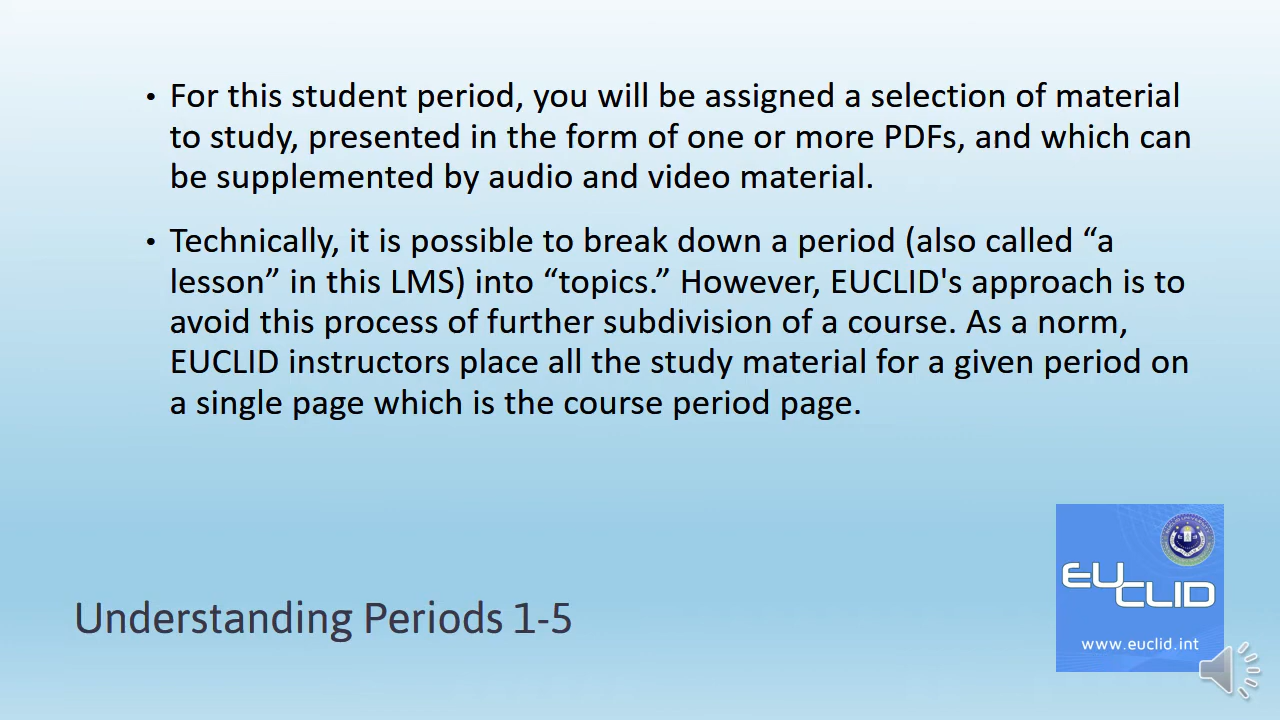 • For this student period, you will be assigned a selection of material
to study, presented in the form of one or more PDFs, and which can
be supplemented by audio and video material.
• Technically, it is possible to break down a period (also called “a
lesson” in this LMS) into “topics.” However, EUCLID's approach is to
avoid this process of further subdivision of a course. As a norm,
EUCLID instructors place all the study material for a given period on
a single page which is the course period page.
Understanding Periods 1-5
EUCLID
www.euclid.int